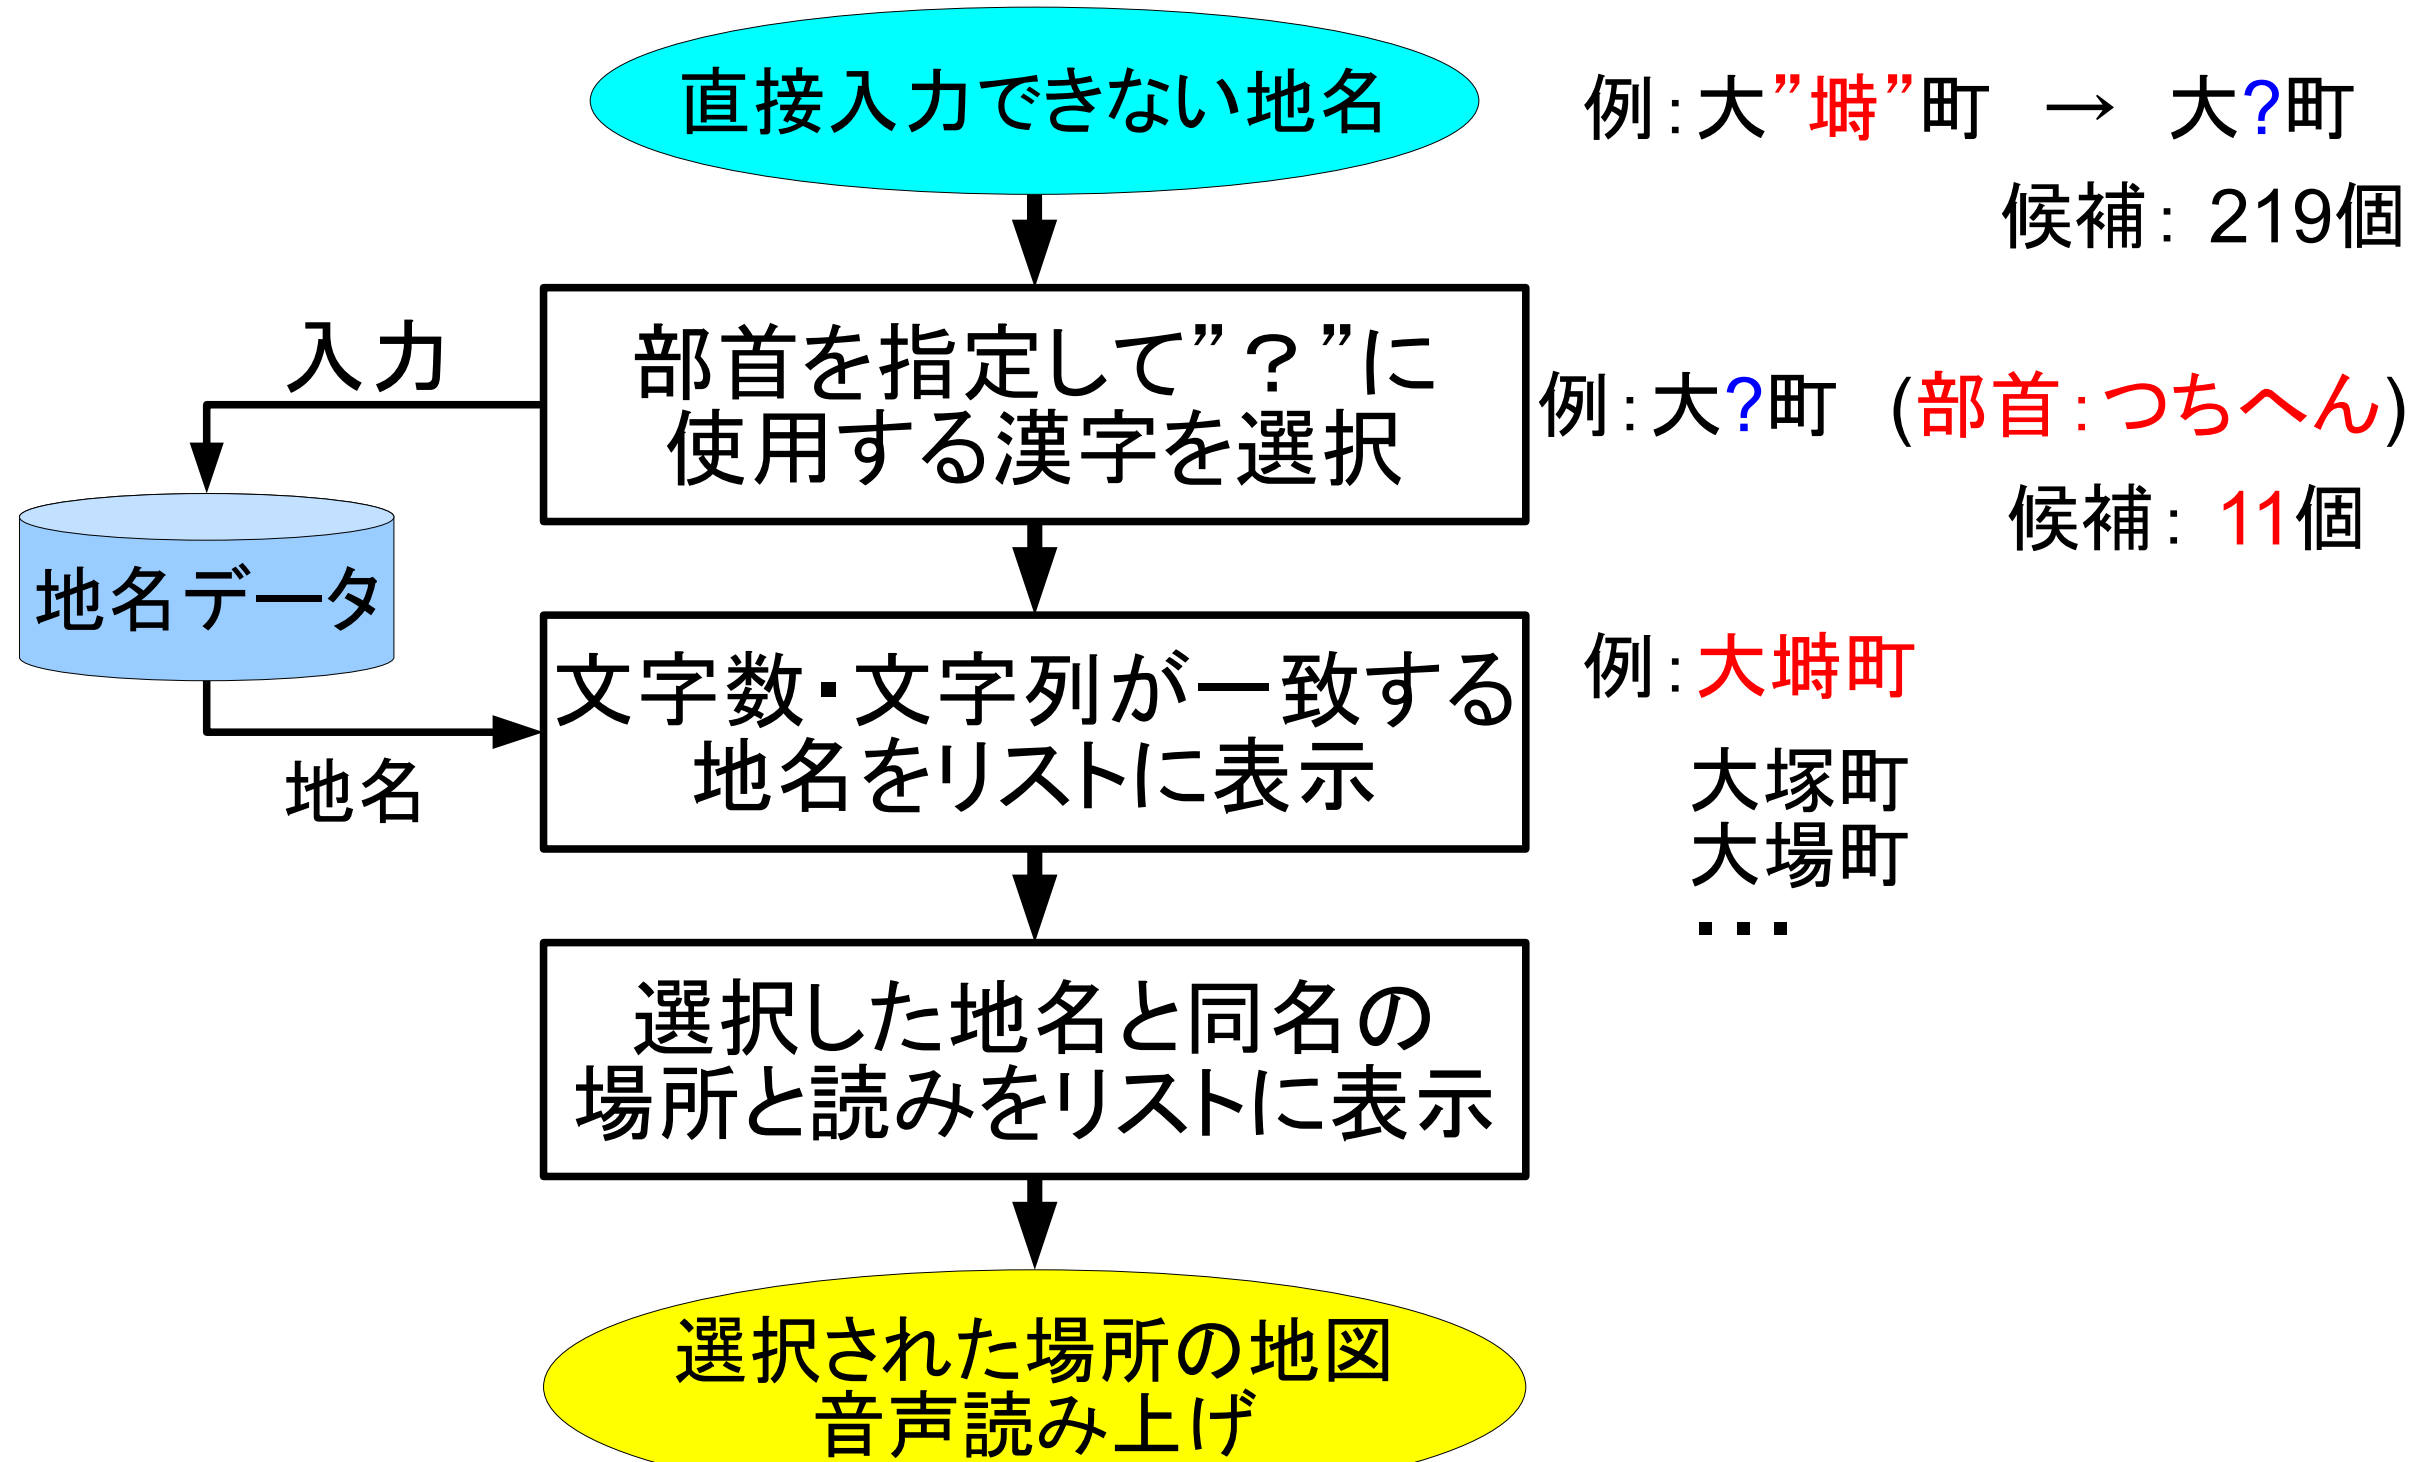 直接入力できない地名
例：大”塒”町　→　大?町
候補： 219個
入力
部首を指定して”？”に
使用する漢字を選択
例：大?町 (部首：つちへん)
候補： 11個
地名データ
文字数・文字列が一致する
地名をリストに表示
地名
例：大塒町
大塚町
大場町
・・・
選択した地名と同名の
場所と読みをリストに表示
選択された場所の地図
音声読み上げ